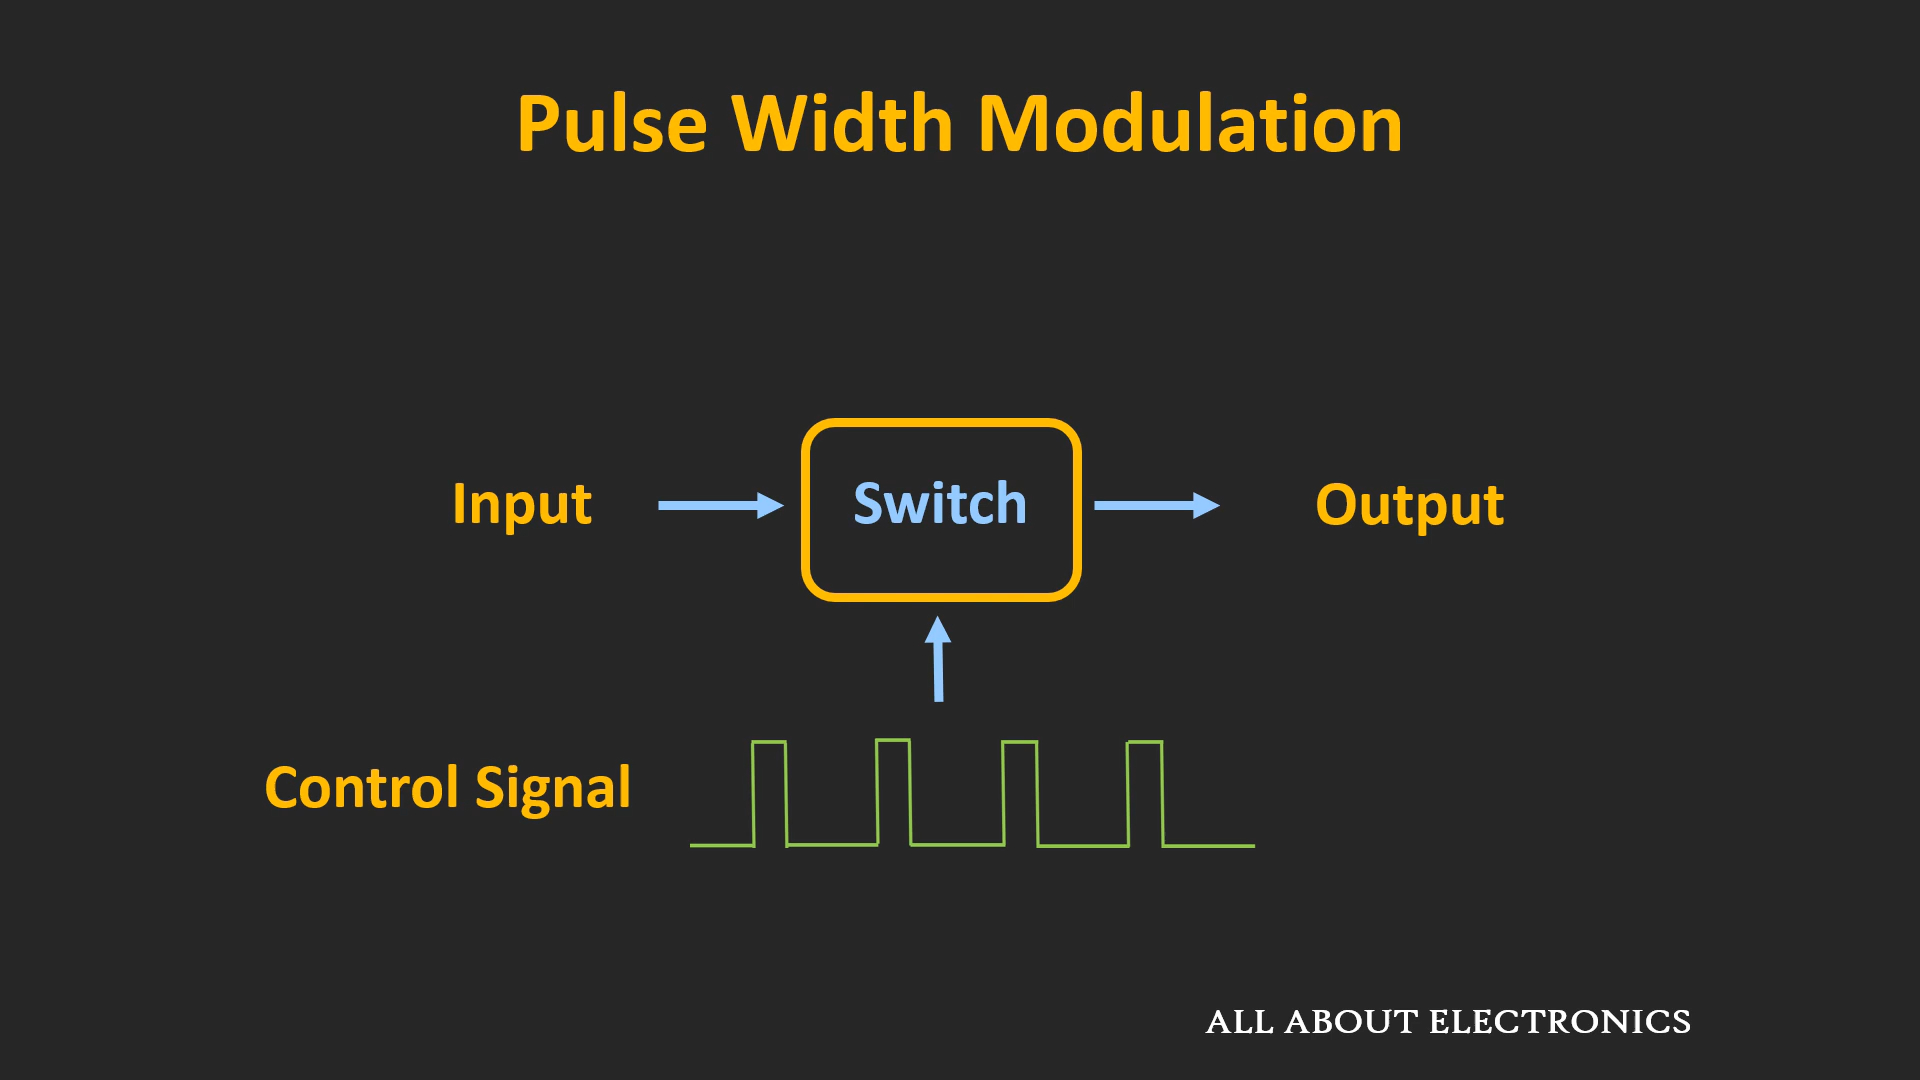 Pulse Width Modulation
Input
Switch
Output
Control Signal
ALL ABOUT ELECTRONICS